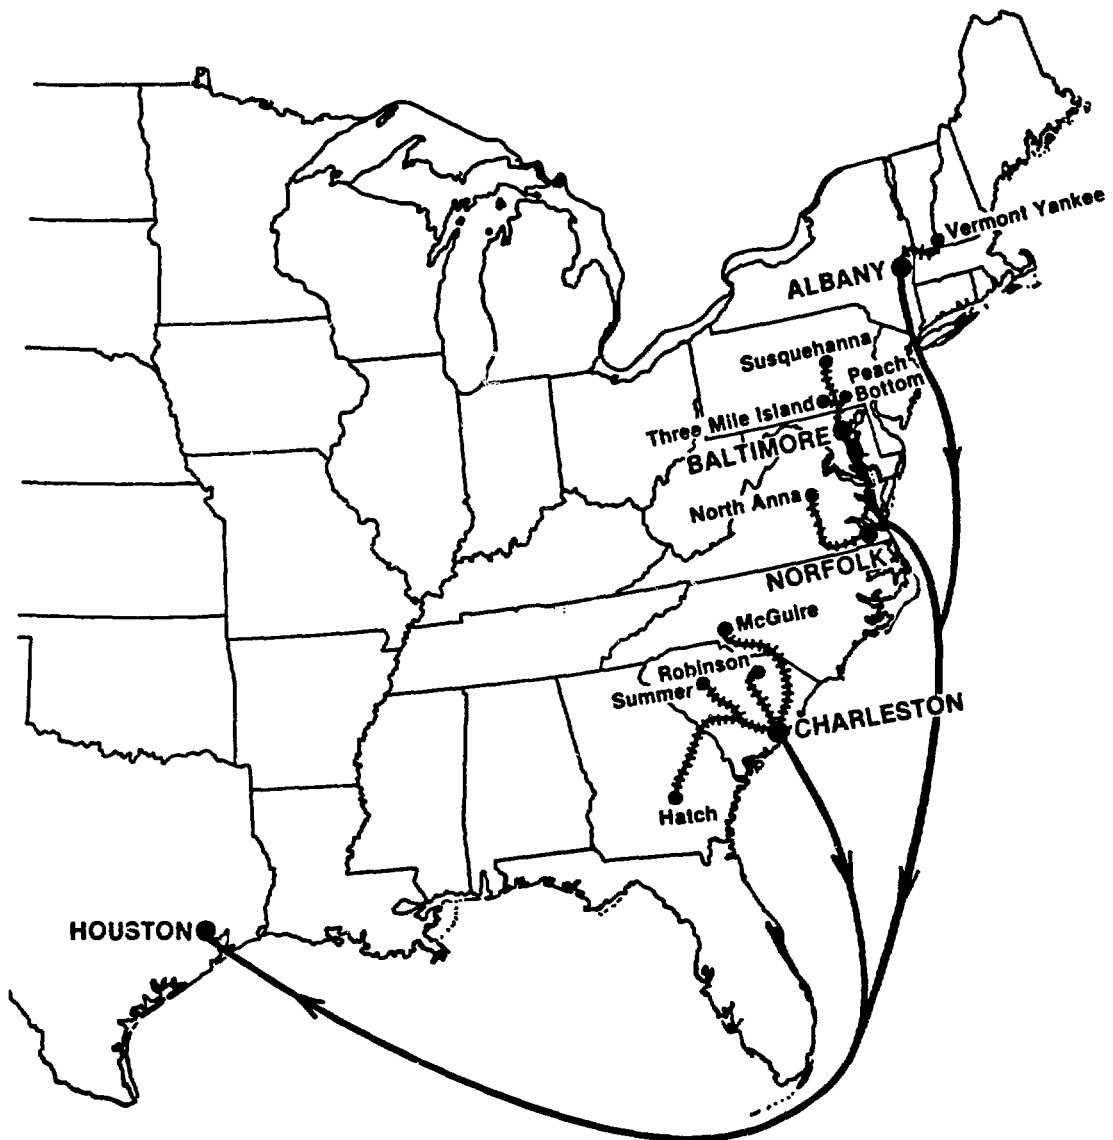 Vermont Yankee
ALBANY
Susquehanna
Peach
Bottom
Three Mile Island
BALTIMORE
North Anna
NORFOLK
McGuire
Robinson
Summer
CHARLESTON
Hatch
HOUSTON